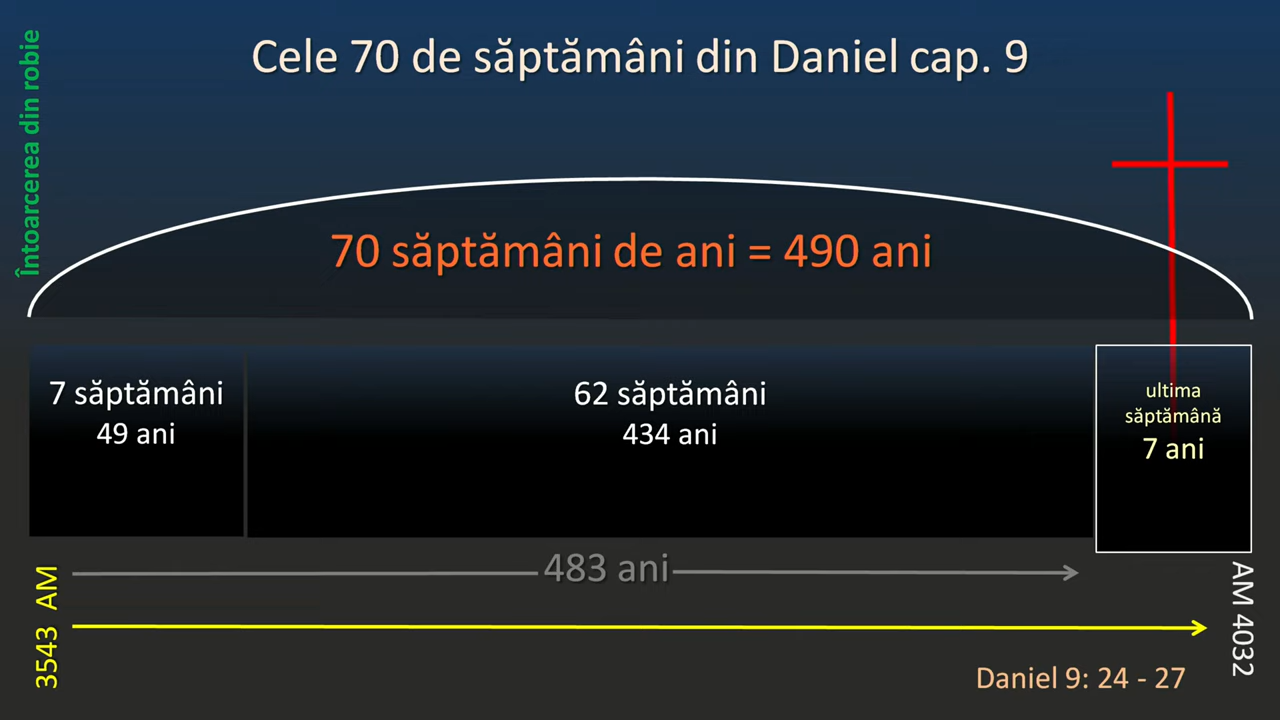 Cele 70 de săptămâni din Daniel cap. 9
Întoarcerea din robie
70 săptămâni de ani = 490 ani
7 săptămâni
49 ani
62 săptămâni
434 ani
ultima
săptămână
7 ani
483 ani
3543 AM
AM 4032
Daniel 9: 24 - 27